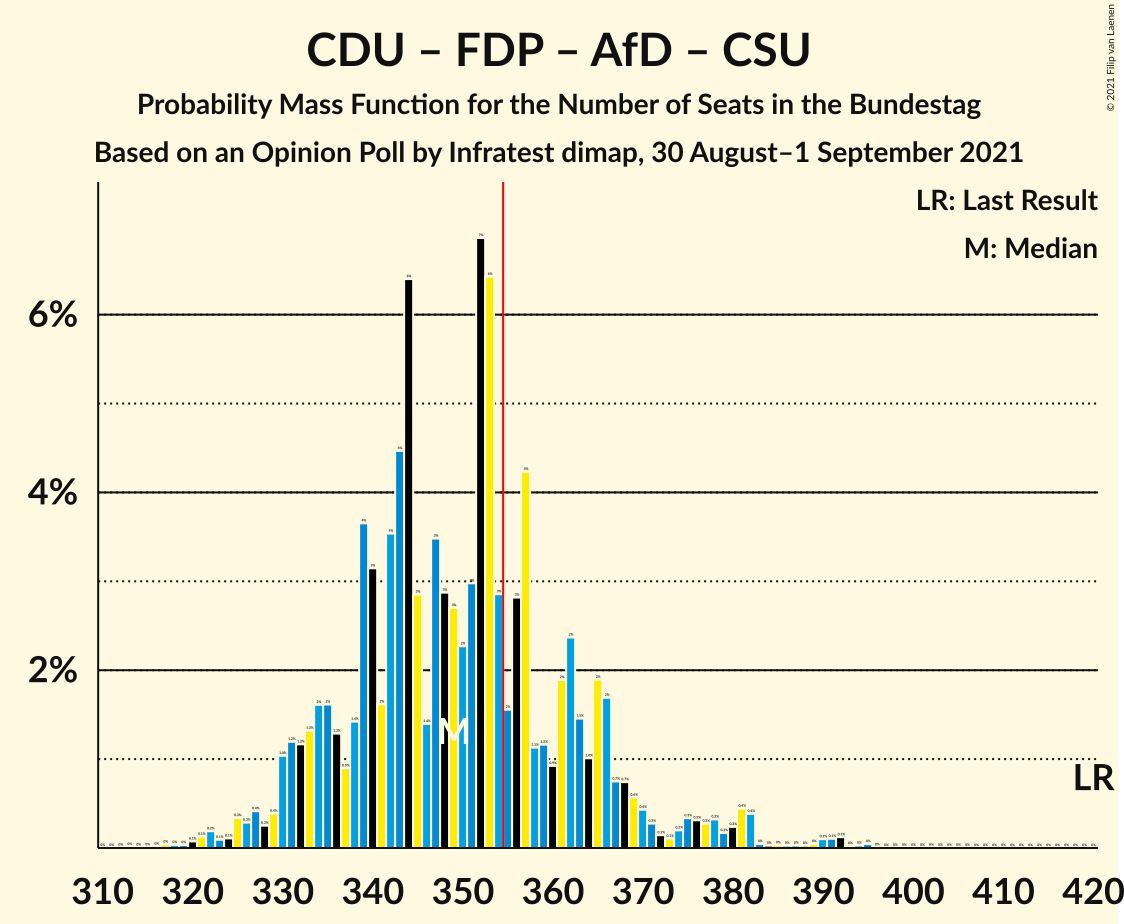 CDU – FDP – AfD – CSU
Probability Mass Function for the Number of Seats in the Bundestag
Based on an Opinion Poll by Infratest dimap, 30 August–1 September 2021
© 2021 Filip van Laenen
LR: Last Result
M: Median
6%
4%
2%
M
LR
310 320 330 340 350 360 370 380 390 400 410 420